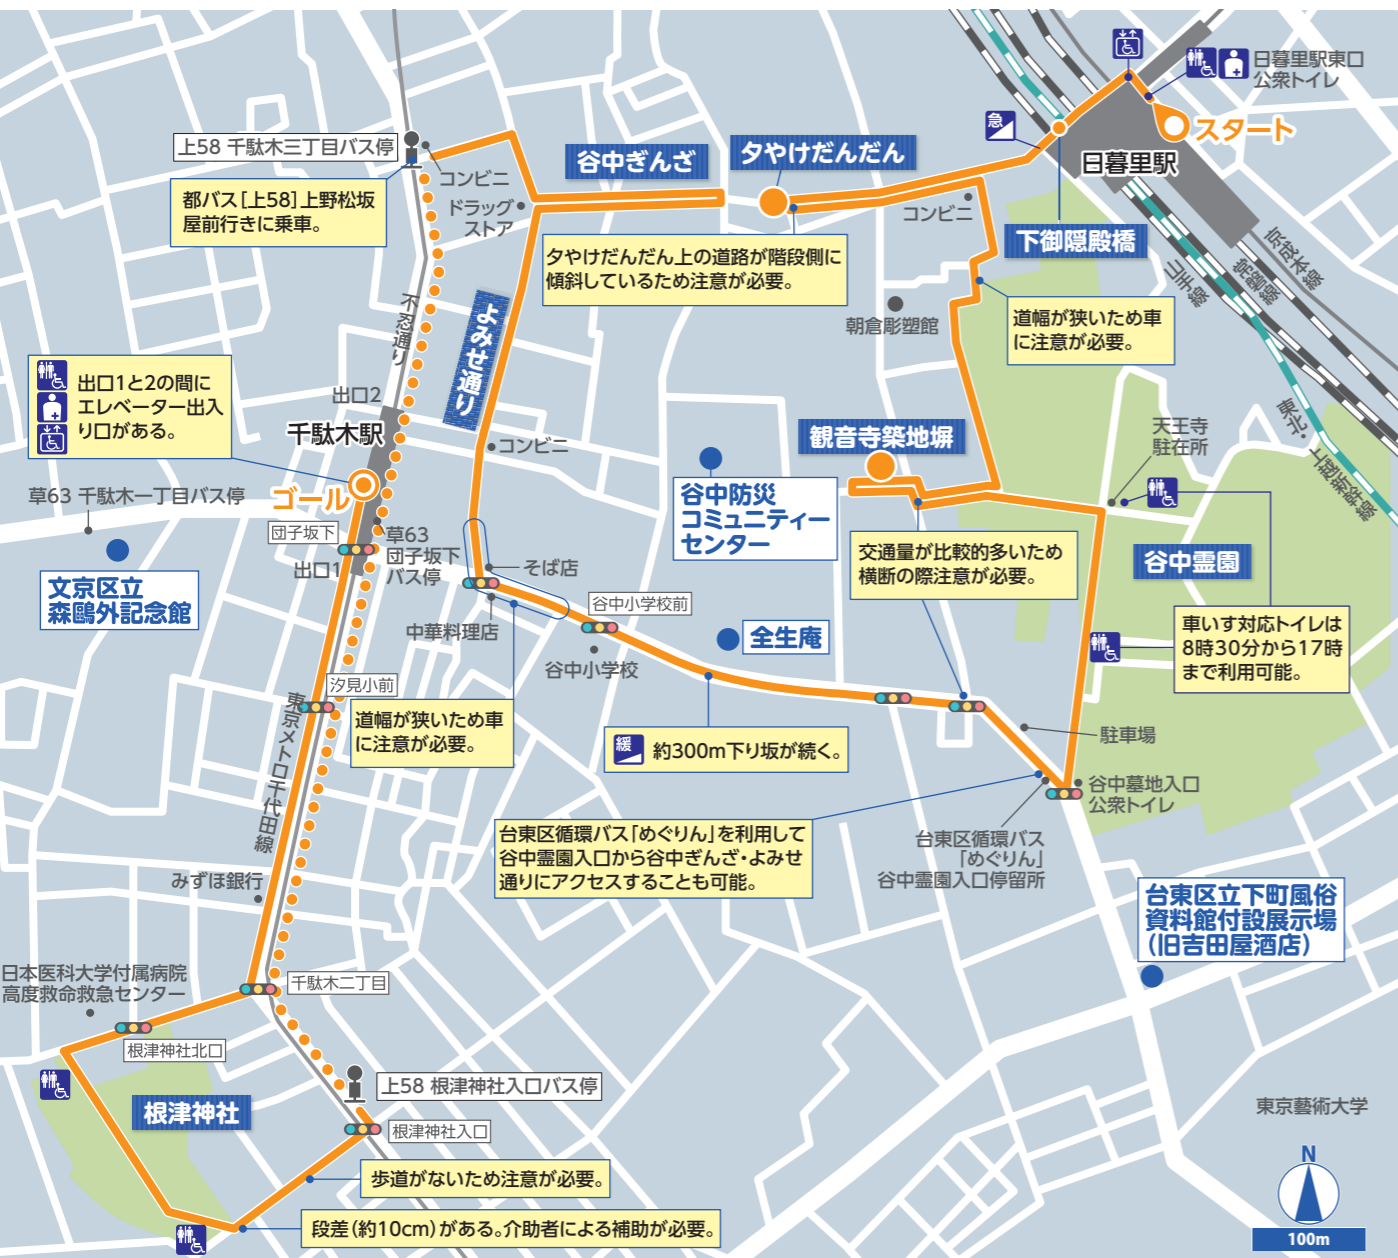 日暮里駅東口
公衆トイレ
スタート
急
日暮里駅
下御隠殿橋
京成本線
常磐線
山手線
東北・上越新幹線
上58 千駄木三丁目バス停
コンビニ
都バス[上58]上野松坂
屋前行きに乗車。
谷中ぎんざ
夕やけだんだん
ドラッグ
ストア
コンビニ
夕やけだんだん上の道路が階段側に
傾斜しているため注意が必要。
朝倉彫塑館
道幅が狭いため車
に注意が必要。
不忍通り
よみせ通り
出口1と2の間に
エレベーター出入
り口がある。
出口2
千駄木駅
コンビニ
観音寺築地塀
天王寺
駐在所
草63 千駄木一丁目バス停
ゴール
谷中防災
コミュニティー
センター
団子坂下
草63
団子坂下
バス停
出口1
そば店
交通量が比較的多いため
横断の際注意が必要。
谷中霊園
文京区立
森鷗外記念館
中華料理店
谷中小学校前
全生庵
車いす対応トイレは
8時30分から17時
まで利用可能。
谷中小学校
汐見小前
道幅が狭いため車
に注意が必要。
緩
約300m下り坂が続く。
駐車場
東京メトロ千代田線
谷中墓地入口
公衆トイレ
台東区循環バス「めぐりん」を利用して
谷中霊園入口から谷中ぎんざ・よみせ
通りにアクセスすることも可能。
台東区循環バス
「めぐりん」
谷中霊園入口停留所
みずほ銀行
台東区立下町風俗
資料館付設展示場
(旧吉田屋酒店)
日本医科大学付属病院
高度救命救急センター
千駄木二丁目
根津神社北口
上58 根津神社入口バス停
根津神社
根津神社入口
東京藝術大学
歩道がないため注意が必要。
段差(約10cm)がある。介助者による補助が必要。
N
100m